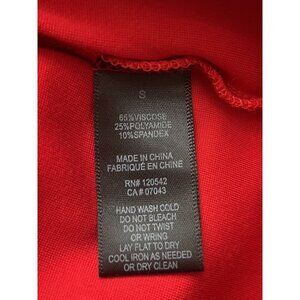 S
65%VISCOSE
25%POLYAMIDE
10%SPANDEX
MADE IN CHINA
FABRIQUÉ EN CHINE
RN# 120542
CA# 07043
HAND WASH COLD
DO NOT BLEACH
DO NOT TWIST
OR WRING
LAY FLAT TO DRY
COOL IRON AS NEEDED
OR DRY CLEAN